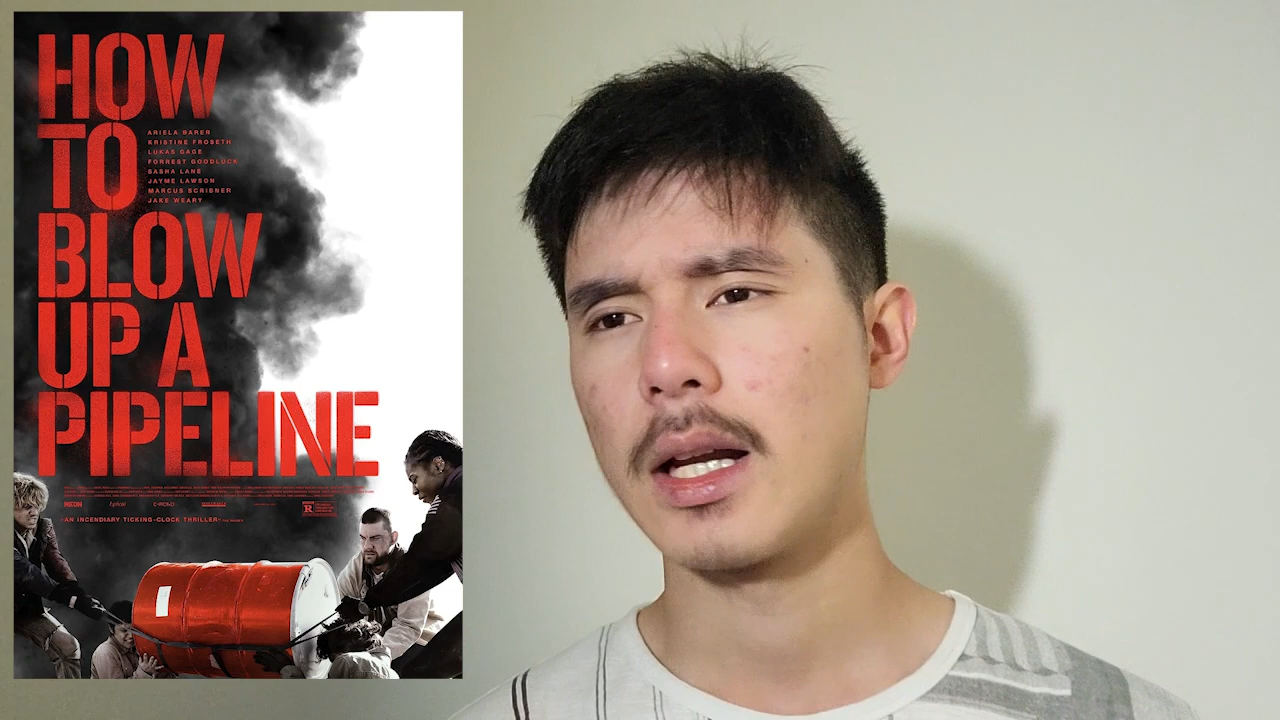 HOW
TO
ARIELA BARER
KRISTINE FROSETH
LUKAS GAGE
FORREST GOODLUCK
SASHA LANE
JAYME LAWSON
MARCUS SCRIBNER
JAKE WEARY
BLOW
UP A
PIPELINE
NEON
CHRONO
R
"AN INCENDIARY TICKING-CLOCK THRILLER"